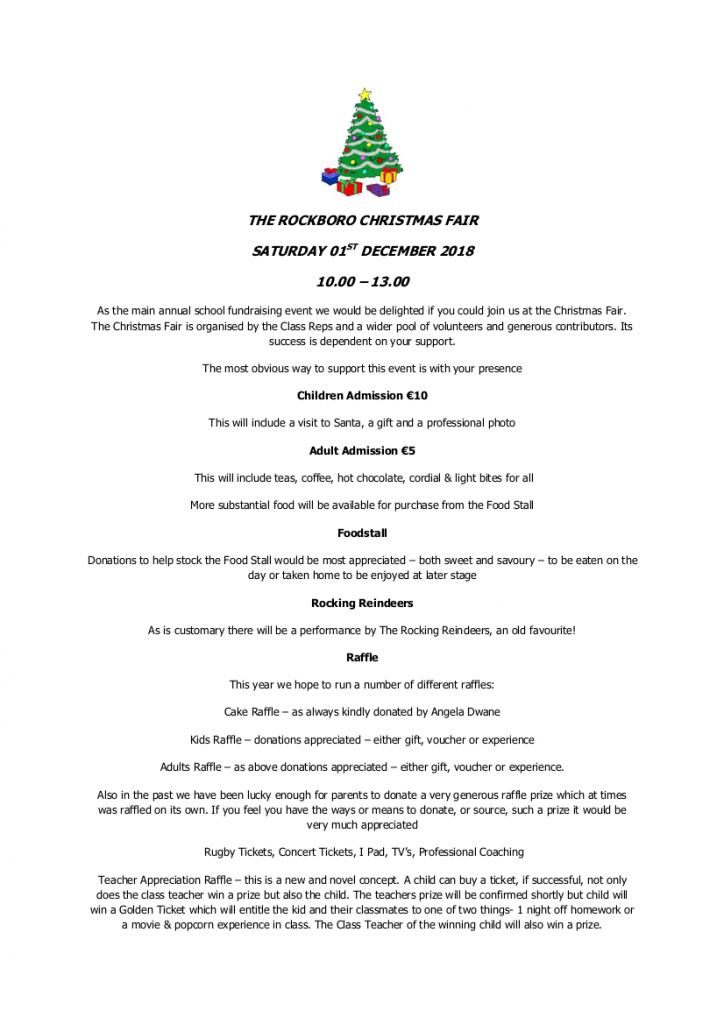 THE ROCKBORO CHRISTMAS FAIR
SATURDAY 01ST DECEMBER 2018
10.00 – 13.00
As the main annual school fundraising event we would be delighted if you could join us at the Christmas Fair.
The Christmas Fair is organised by the Class Reps and a wider pool of volunteers and generous contributors. Its
success is dependent on your support.
The most obvious way to support this event is with your presence
Children Admission €10
This will include a visit to Santa, a gift and a professional photo
Adult Admission €5
This will include teas, coffee, hot chocolate, cordial & light bites for all
More substantial food will be available for purchase from the Food Stall
Foodstall
Donations to help stock the Food Stall would be most appreciated – both sweet and savoury – to be eaten on the
day or taken home to be enjoyed at later stage
Rocking Reindeers
As is customary there will be a performance by The Rocking Reindeers, an old favourite!
Raffle
This year we hope to run a number of different raffles:
Cake Raffle – as always kindly donated by Angela Dwane
Kids Raffle – donations appreciated – either gift, voucher or experience
Adults Raffle – as above donations appreciated – either gift, voucher or experience.
Also in the past we have been lucky enough for parents to donate a very generous raffle prize which at times
was raffled on its own. If you feel you have the ways or means to donate, or source, such a prize it would be
very much appreciated
Rugby Tickets, Concert Tickets, I Pad, TV's, Professional Coaching
Teacher Appreciation Raffle – this is a new and novel concept. A child can buy a ticket, if successful, not only
does the class teacher win a prize but also the child. The teachers prize will be confirmed shortly but child will
win a Golden Ticket which will entitle the kid and their classmates to one of two things- 1 night off homework or
a movie & popcorn experience in class. The Class Teacher of the winning child will also win a prize.